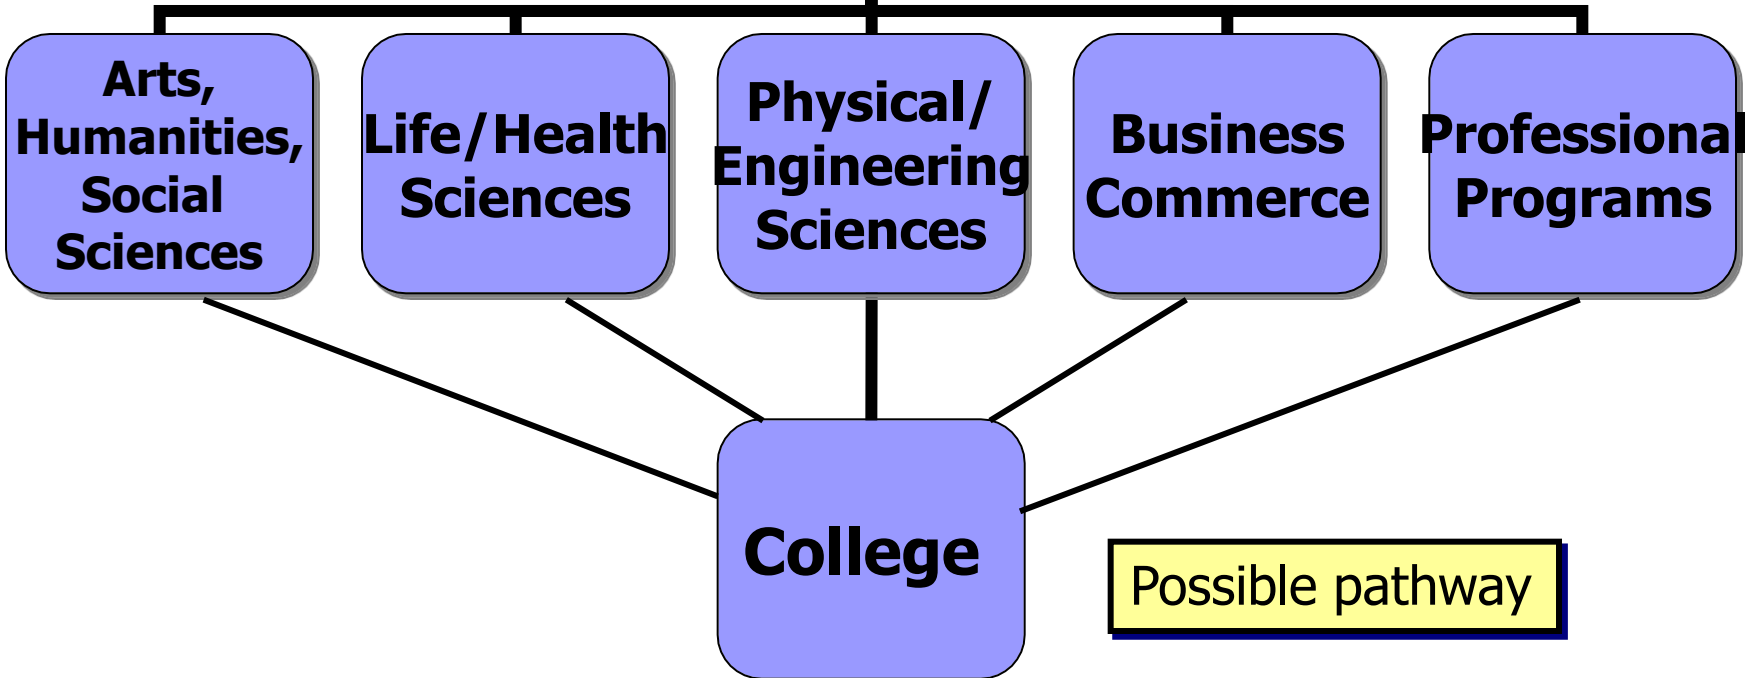 Arts,
Humanities,
Social
Sciences
Life/Health
Sciences
Physical/
Engineering
Sciences
Business
Commerce
Professional
Programs
College
Possible pathway